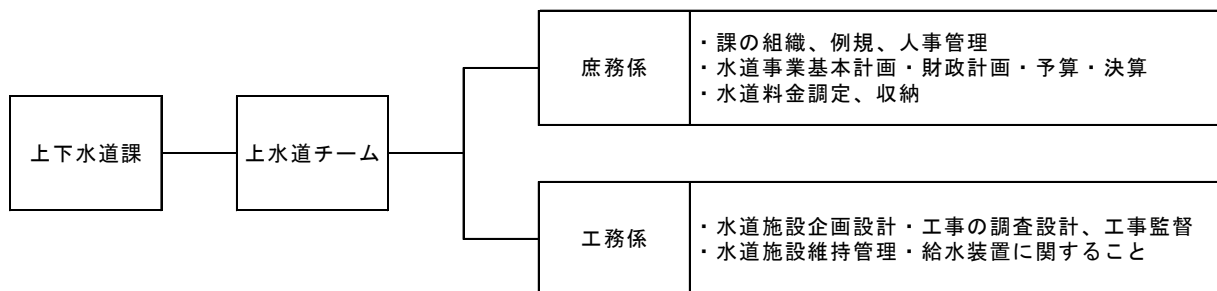 上下水道課
上水道チーム
庶務係
・課の組織、例規、人事管理
・水道事業基本計画・財政計画・予算・決算
・水道料金調定、収納
工務係
・水道施設企画設計・工事の調査設計、工事監督
・水道施設維持管理・給水装置に関すること